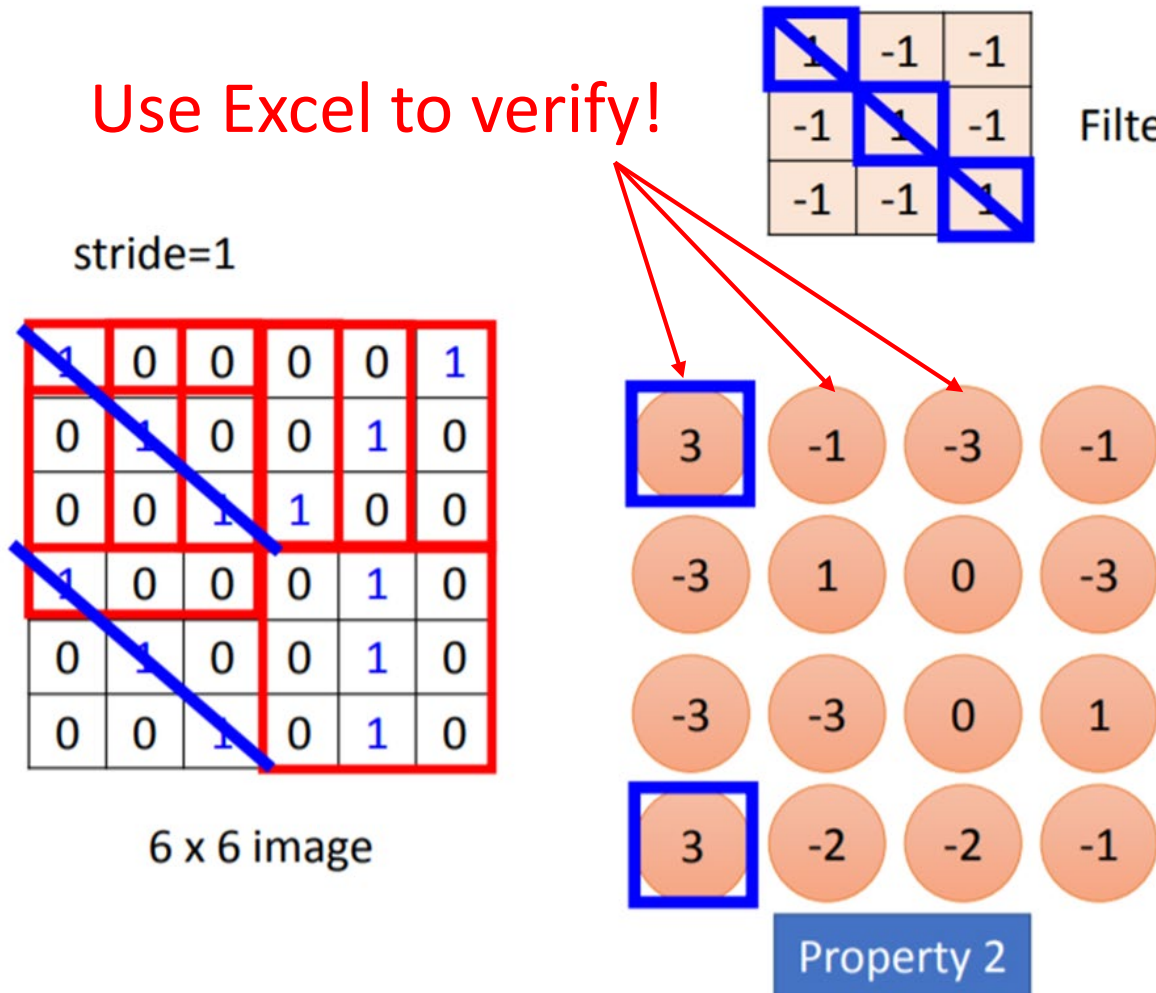 1 -1 -1
Use Excel to verify!
-1 1 -1
Filte
-1 -1 1
stride=1
1 0 0 0 0 1
0 1 0 0 1 0
0 0 1 1 0 0
1 0 0 0 1 0
0 1 0 0 1 0
0 0 1 0 1 0
6 x 6 image
3 -1 -3 -1
-3 1 0 -3
-3 -3 0 1
3 -2 -2 -1
Property 2